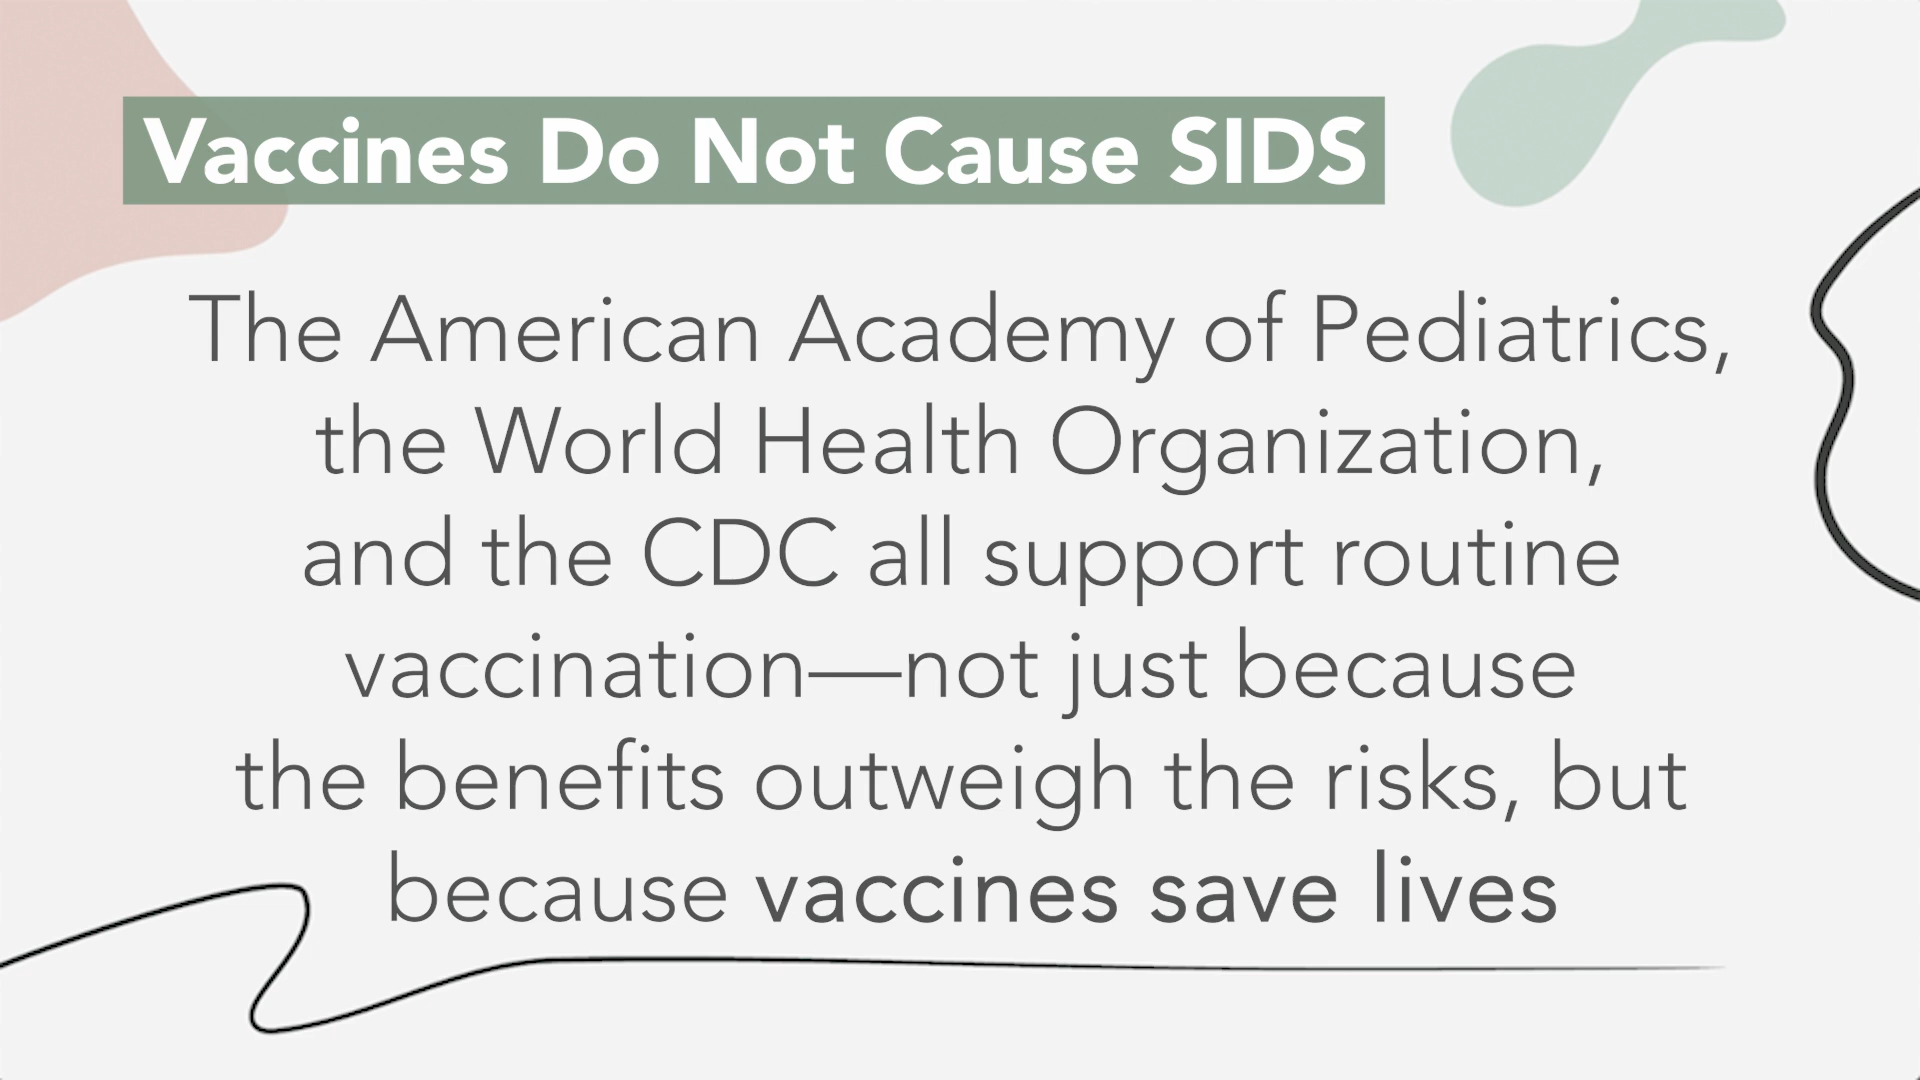 Vaccines Do Not Cause SIDS
The American Academy of Pediatrics,
the World Health Organization,
and the CDC all support routine
vaccination—not just because
the benefits outweigh the risks, but
because vaccines save lives